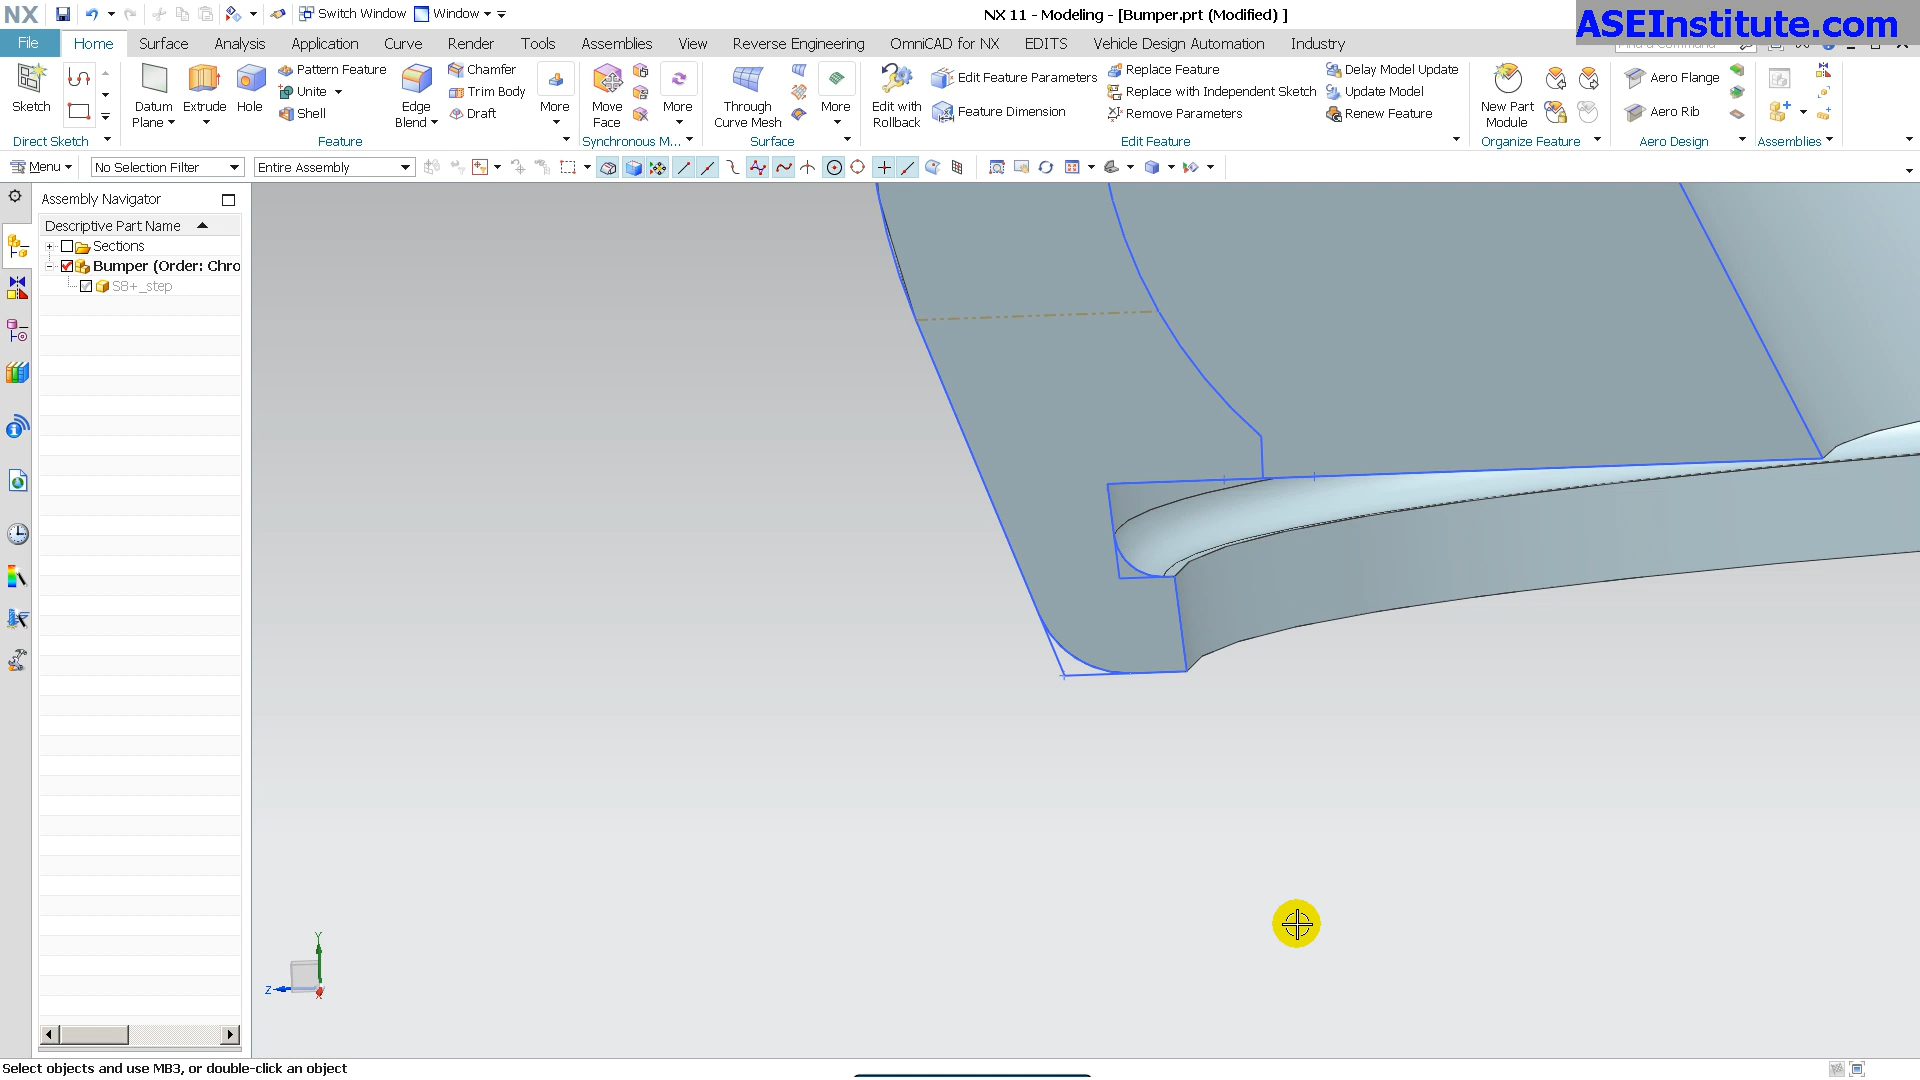 NX
Switch Window
Window
NX 11 - Modeling - [Bumper.prt (Modified) ]
ASEInstitute.com
File
Home
Surface
Analysis
Application
Curve
Render
Tools
Assemblies
View
Reverse Engineering
OmniCAD for NX
EDITS
Vehicle Design Automation
Industry
Sketch
Direct Sketch
Datum
Plane
Extrude
Hole
Pattern Feature
Unite
Shell
Edge
Blend
Chamfer
Trim Body
Draft
More
Feature
Move
Face
More
Synchronous M...
Through
Curve Mesh
More
Surface
Edit with
Rollback
Edit Feature Parameters
Feature Dimension
Replace Feature
Replace with Independent Sketch
Remove Parameters
Delay Model Update
Update Model
Renew Feature
Edit Feature
New Part
Module
Organize Feature
Aero Flange
Aero Rib
Aero Design
Assemblies
Menu
No Selection Filter
Entire Assembly
Assembly Navigator
Descriptive Part Name
Sections
Bumper (Order: Chro
S8+_step
Y
Z
X
Select objects and use MB3, or double-click an object